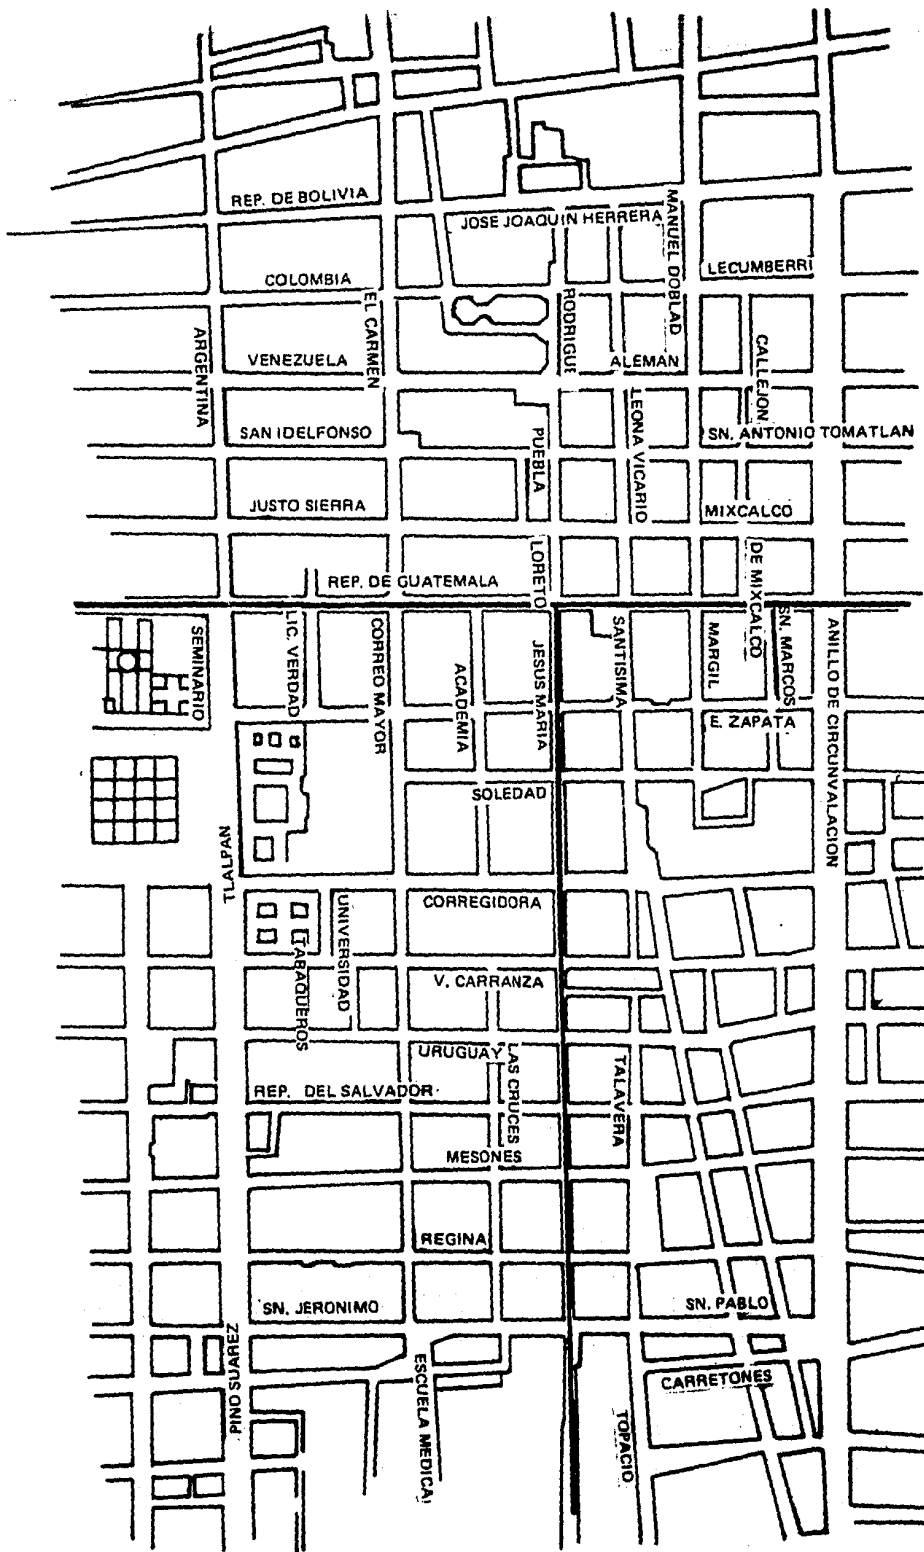 REP. DE BOLIVIA
JOSE JOAQUIN HERRERA
MANUEL DOBLAD
COLOMBIA
LECUMBERRI
EL CARMEN
RODRIGUE
ARGENTINA
VENEZUELA
ALEMAN
CALLEJON
LEONA VICARIO
SAN IDELFONSO
PUEBLA
SN. ANTONIO TOMATLAN
JUSTO SIERRA
MIXCALCO
LORETO
DE MIXCALCO
REP. DE GUATEMALA
SEMINARIO
LIC. VERDAD
CORREO MAYOR
ACADEMIA
JESUS MARIA
SANTISIMA
MARGIL
SN. MARCOS
ANILLO DE CIRCUNVALACION
E. ZAPATA
SOLEDAD
TLALPAN
CORREGIDORA
UNIVERSIDAD
TABAQUEROS
V. CARRANZA
URUGUAY
LAS CRUCES
TALAVERA
REP. DEL SALVADOR
MESONES
REGINA
SN. JERONIMO
SN. PABLO
PINO SUAREZ
ESCUELA MEDICA
CARRETONES
TOPACIO